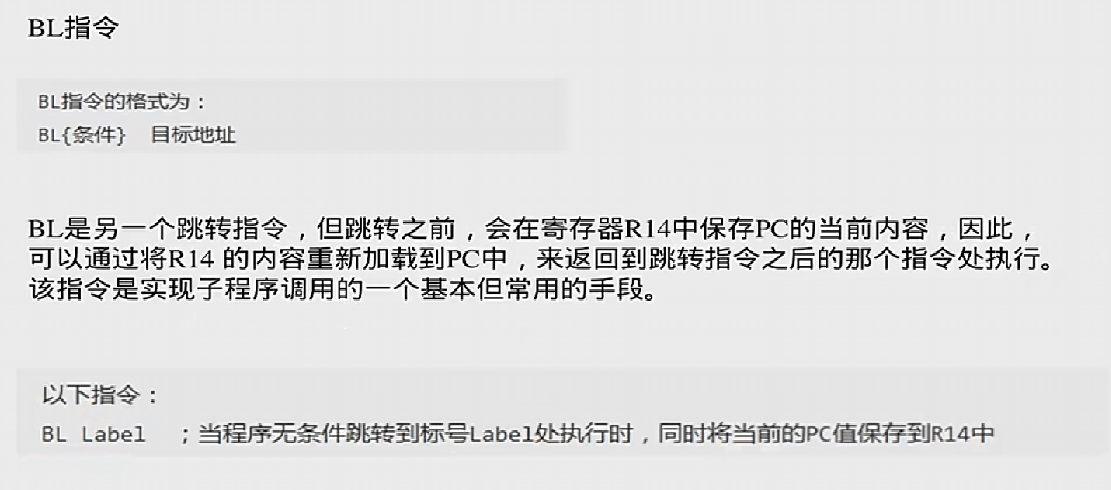 BL指令
BL指令的格式为：
BL{条件} 目标地址
BL是另一个跳转指令，但跳转之前，会在寄存器R14中保存PC的当前内容，因此，
可以通过将R14 的内容重新加载到PC中，来返回到跳转指令之后的那个指令处执行。
该指令是实现子程序调用的一个基本但常用的手段。
以下指令：
BL Label ；当程序无条件跳转到标号Label处执行时，同时将当前的PC值保存到R14中